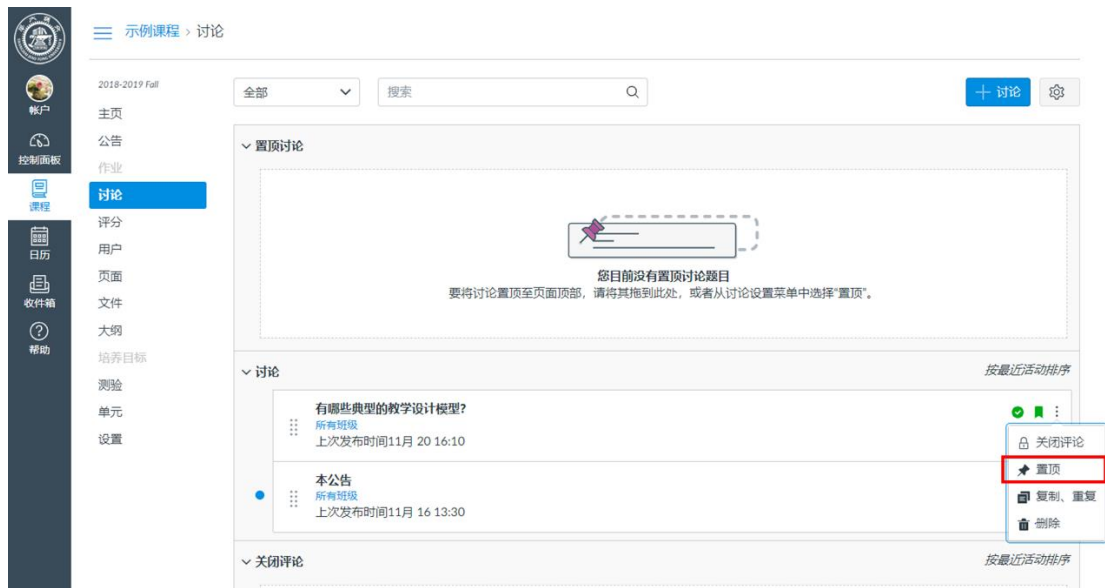 示例课程 › 讨论
帐户
控制面板
课程
日历
收件箱
帮助
2018-2019 Fall
主页
公告
作业
讨论
评分
用户
页面
文件
大纲
培养目标
测验
单元
设置
全部
搜索
讨论
置顶讨论
您目前没有置顶讨论题目
要将讨论置顶至页面顶部，请将其拖到此处，或者从讨论设置菜单中选择“置顶”。
讨论
按最近活动排序
有哪些典型的教学设计模型?
所有班级
上次发布时间11月 20 16:10
本公告
所有班级
上次发布时间11月 16 13:30
关闭评论
置顶
复制、重复
删除
关闭评论
按最近活动排序